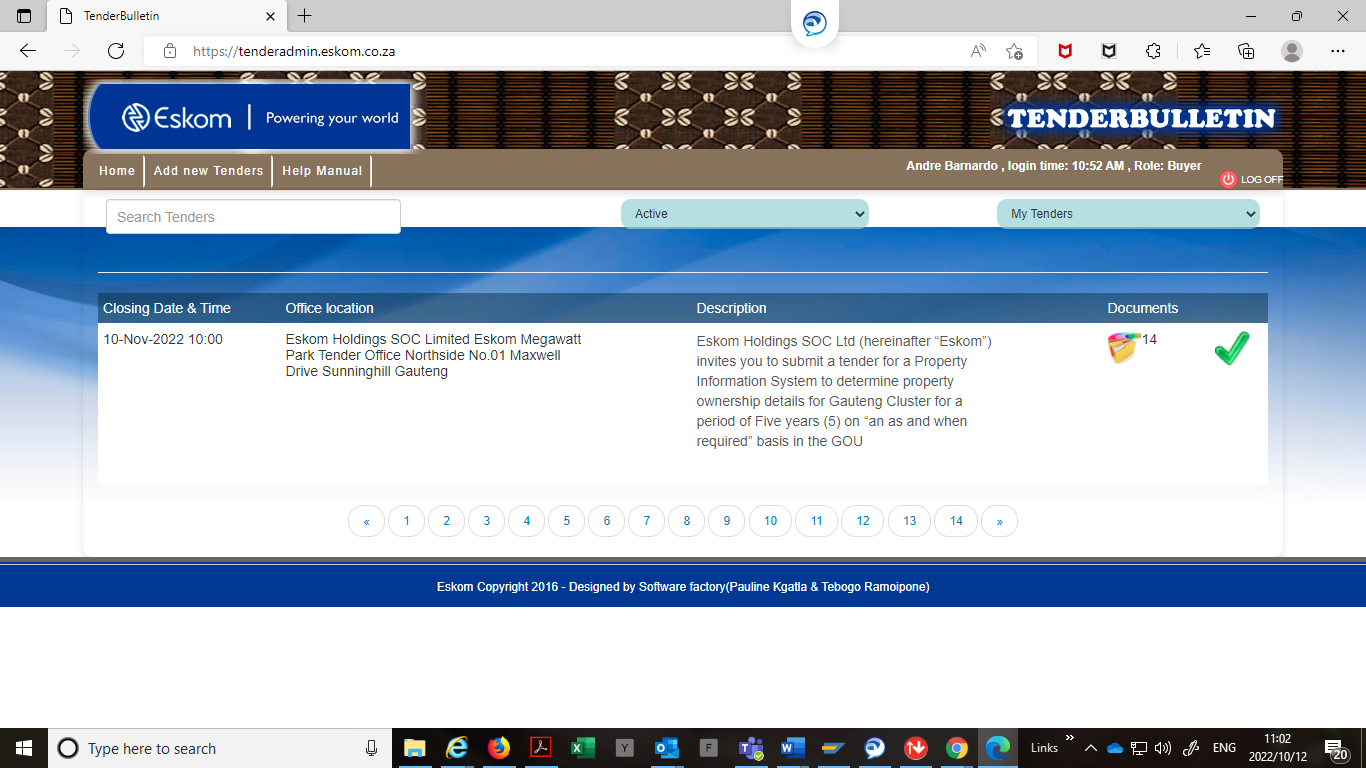 TenderBulletin
https://tenderadmin.eskom.co.za
Eskom Powering your world
TENDERBULLETIN
Home Add new Tenders Help Manual
Andre Barnardo , login time: 10:52 AM , Role: Buyer
LOG OFF
Search Tenders Active My Tenders
Closing Date & Time Office location Description Documents
10-Nov-2022 10:00
Eskom Holdings SOC Limited Eskom Megawatt
Park Tender Office Northside No.01 Maxwell
Drive Sunninghill Gauteng
Eskom Holdings SOC Ltd (hereinafter “Eskom”)
invites you to submit a tender for a Property
Information System to determine property
ownership details for Gauteng Cluster for a
period of Five years (5) on “an as and when
required” basis in the GOU
14
« 1 2 3 4 5 6 7 8 9 10 11 12 13 14 »
Eskom Copyright 2016 - Designed by Software factory(Pauline Kgatla & Tebogo Ramoipone)
Type here to search
Links
ENG
11:02
2022/10/12
20